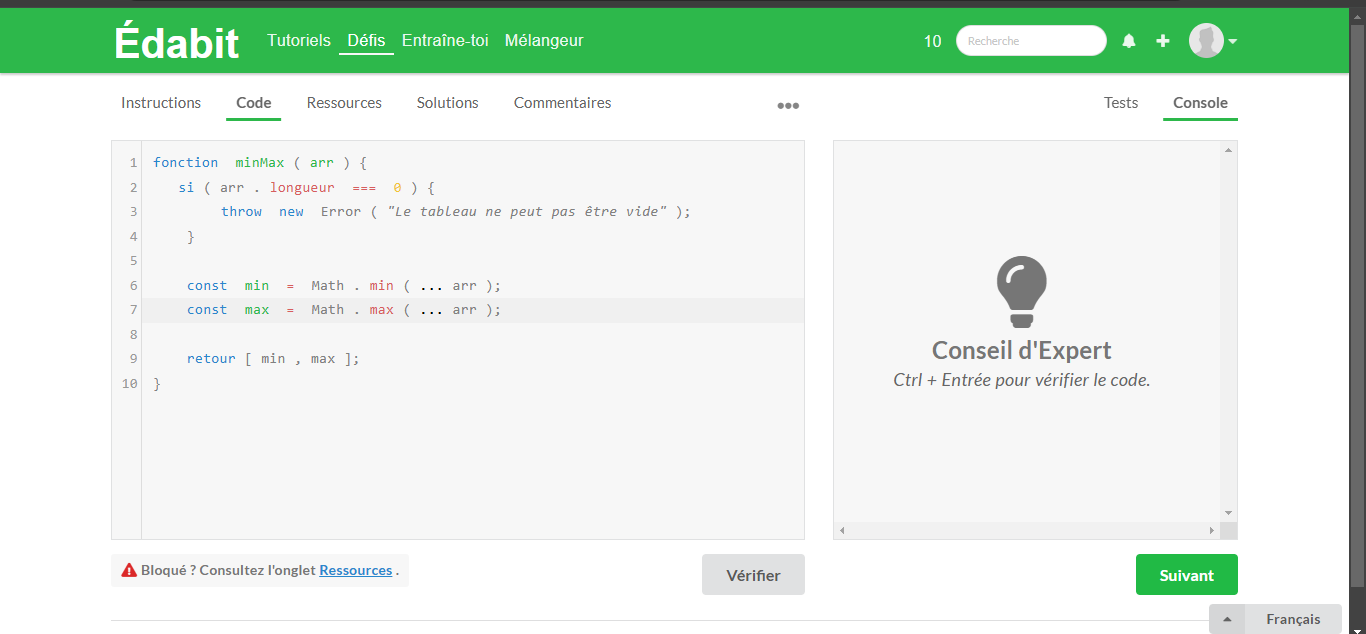 Édabit Tutoriels Défis Entraîne-toi Mélangeur 10 Recherche
Instructions Code Ressources Solutions Commentaires ••• Tests Console
1 fonction minMax ( arr ) {
2 si ( arr . longueur === 0 ) {
3 throw new Error ( "Le tableau ne peut pas être vide" );
4 }
5
6 const min = Math . min ( ... arr );
7 const max = Math . max ( ... arr );
8
9 retour [ min , max ];
10 }
Conseil d'Expert
Ctrl + Entrée pour vérifier le code.
Bloqué ? Consultez l'onglet Ressources .
Vérifier
Suivant
Français